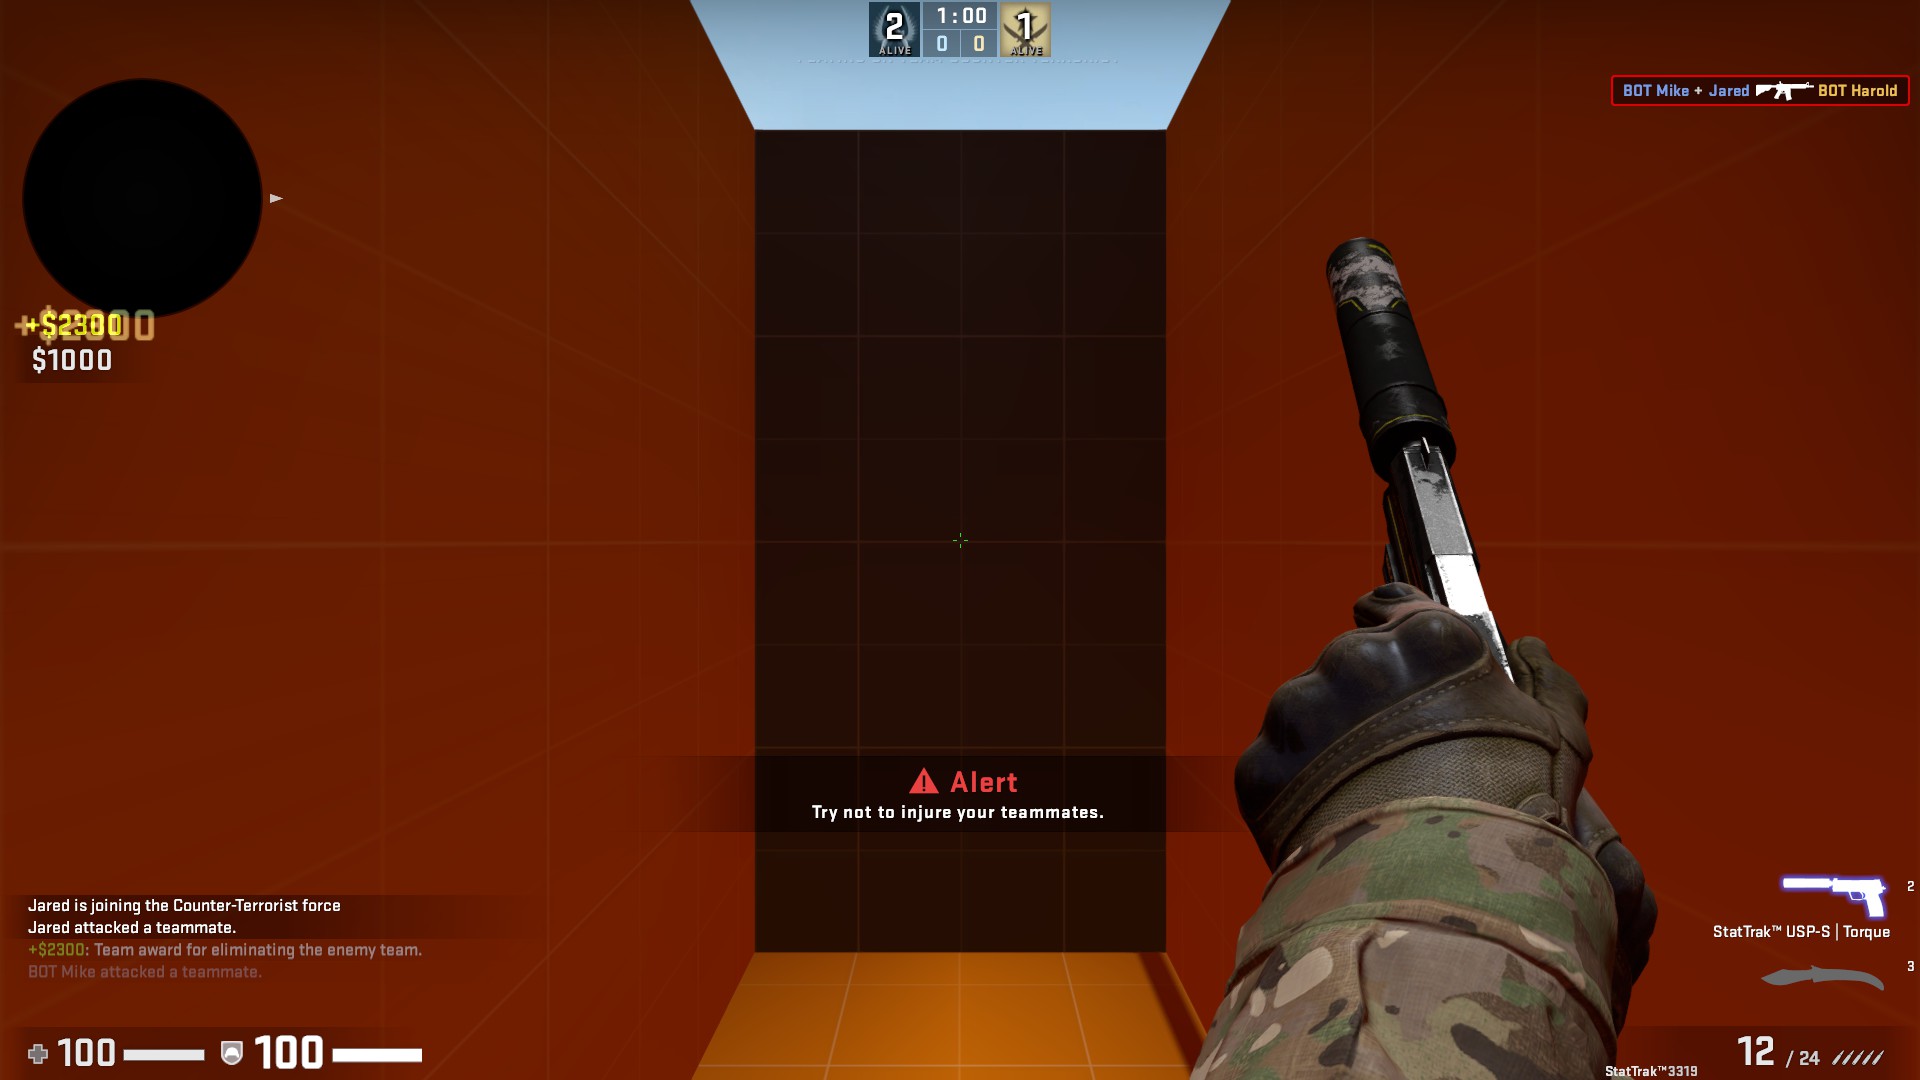 2 1:00 1
ALIVE 0 0 ALIVE
BOT Mike + Jared BOT Harold
+$2300
$1000
Alert
Try not to injure your teammates.
Jared is joining the Counter-Terrorist force
Jared attacked a teammate.
+$2300: Team award for eliminating the enemy team.
BOT Mike attacked a teammate.
100 100
2
StatTrak™ USP-S | Torque
3
12 / 24
StatTrak™3319